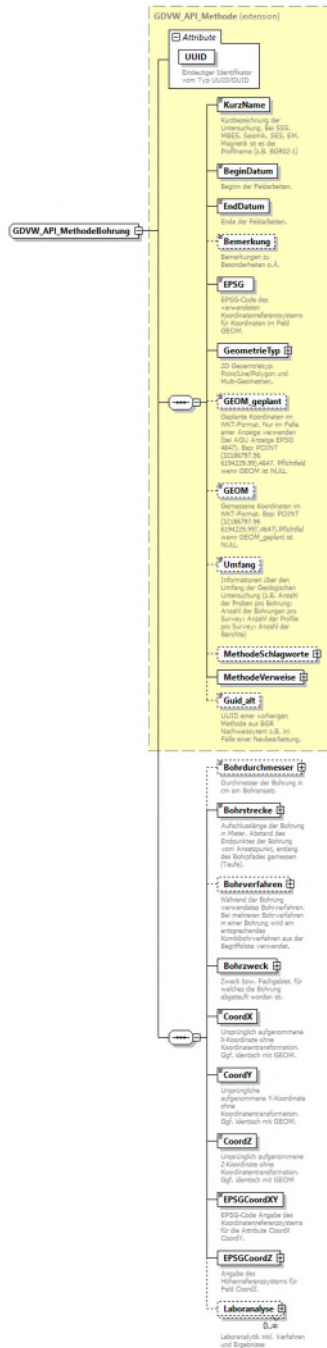 GDVW_API_Methode (extension)
Attribute
UUID
Eindeutiger Identifikator
vom Typ UUID/GUID
KurzName
Kurzbezeichnung der
Untersuchung. Bei SSS,
MBES, Seismik, SES, EM,
Magnetik ist es der
Profilname (z.B. BGR02-1)
BeginDatum
Beginn der Feldarbeiten.
EndDatum
Ende der Feldarbeiten.
GDVW_API_MethodeBohrung
Bemerkung
Bemerkungen zu
Besonderheiten o.Ä.
EPSG
EPSG-Code des
verwendeten
Koordinatenreferenzsystems
für Koordinaten im Feld
GEOM.
GeometrieTyp
2D Geometrietyp:
Point/Line/Polygon und
Multi-Geometrien.
GEOM_geplant
Geplante Koordinaten im
WKT-Format. Nur im Falle
einer Anzeige verwenden
(bei AGU Anzeige EPSG
4647). Bsp: POINT
(32186797.96
6194229.99),4647. Pflichtfeld
wenn GEOM ist NULL.
GEOM
Gemessene Koordinaten im
WKT-Format. Bsp: POINT
(32186797.96
6194229.99),4647.Pflichtfeld
wenn GEOM_geplant ist
NULL.
Umfang
Informationen über den
Umfang der Geologischen
Untersuchung (z.B. Anzahl
der Proben pro Bohrung;
Anzahl der Bohrungen pro
Survey; Anzahl der Profile
pro Survey; Anzahl der
Berichte)
MethodeSchlagworte
MethodeVerweise
Guid_alt
UUID einer vorherigen
Methode aus BGR
Nachweissystem z.B. im
Falle einer Neubearbeitung.
Bohrdurchmesser
Durchmesser der Bohrung in
cm am Bohransatz.
Bohrstrecke
Aufschlusslänge der Bohrung
in Meter. Abstand des
Endpunktes der Bohrung
vom Ansatzpunkt, entlang
des Bohrpfades gemessen
(Teufe).
Bohrverfahren
Während der Bohrung
verwendetes Bohrverfahren.
Bei mehreren Bohrverfahren
in einer Bohrung wird ein
entsprechendes
Kombibohrverfahren aus der
Begriffsliste verwendet.
Bohrzweck
Zweck bzw. Fachgebiet, für
welches die Bohrung
abgeteuft worden ist.
CoordX
Ursprünglich aufgenommene
X-Koordinate ohne
Koordinatentransformation.
Ggf. identisch mit GEOM.
CoordY
Ursprüngliche
aufgenommene Y-Koordinate
ohne
Koordinatentransformation.
Ggf. identisch mit GEOM.
CoordZ
Ursprünglich aufgenommene
Z-Koordinate ohne
Koordinatentransformation.
Ggf. identisch mit GEOM
EPSGCoordXY
EPSG-Code Angabe des
Koordinatenreferenzsystems
für die Attribute CoordX
CoordY.
EPSGCoordZ
Angabe des
Höhenreferenzsystems für
Feld CoordZ.
Laboranalyse
0..∞
Laboranalytik inkl. Verfahren
und Ergebnisse